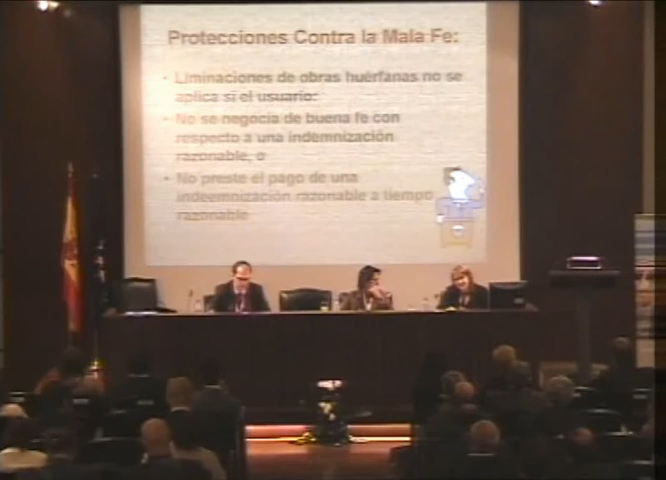 Protecciones Contra la Mala Fe:
- Liminaciones de obras huérfanas no se
aplica si el usuario:
- No se negocia de buena fe con
respecto a una indemnización
razonable, o
- No preste el pago de una
indeemnización razonable a tiempo
razonable